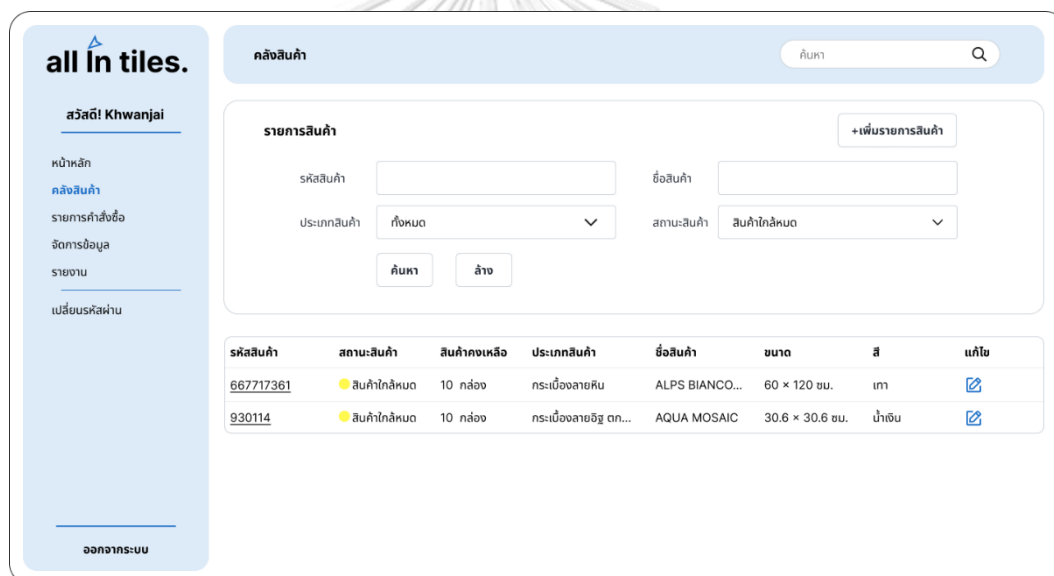 all in tiles.
สวัสดี! Khwanjai
หน้าหลัก
คลังสินค้า
รายการคำสั่งซื้อ
จัดการข้อมูล
รายงาน
เปลี่ยนรหัสผ่าน
ออกจากระบบ
คลังสินค้า
ค้นหา
รายการสินค้า
+เพิ่มรายการสินค้า
รหัสสินค้า
ชื่อสินค้า
ประเภทสินค้า ทั้งหมด
สถานะสินค้า สินค้าใกล้หมด
ค้นหา ล้าง
รหัสสินค้า สถานะสินค้า สินค้าคงเหลือ ประเภทสินค้า ชื่อสินค้า ขนาด สี แก้ไข
667717361 สินค้าใกล้หมด 10 กล่อง กระเบื้องลายหิน ALPS BIANCO... 60 × 120 ซม. เทา
930114 สินค้าใกล้หมด 10 กล่อง กระเบื้องลายอิฐ ตก... AQUA MOSAIC 30.6 × 30.6 ซม. น้ำเงิน